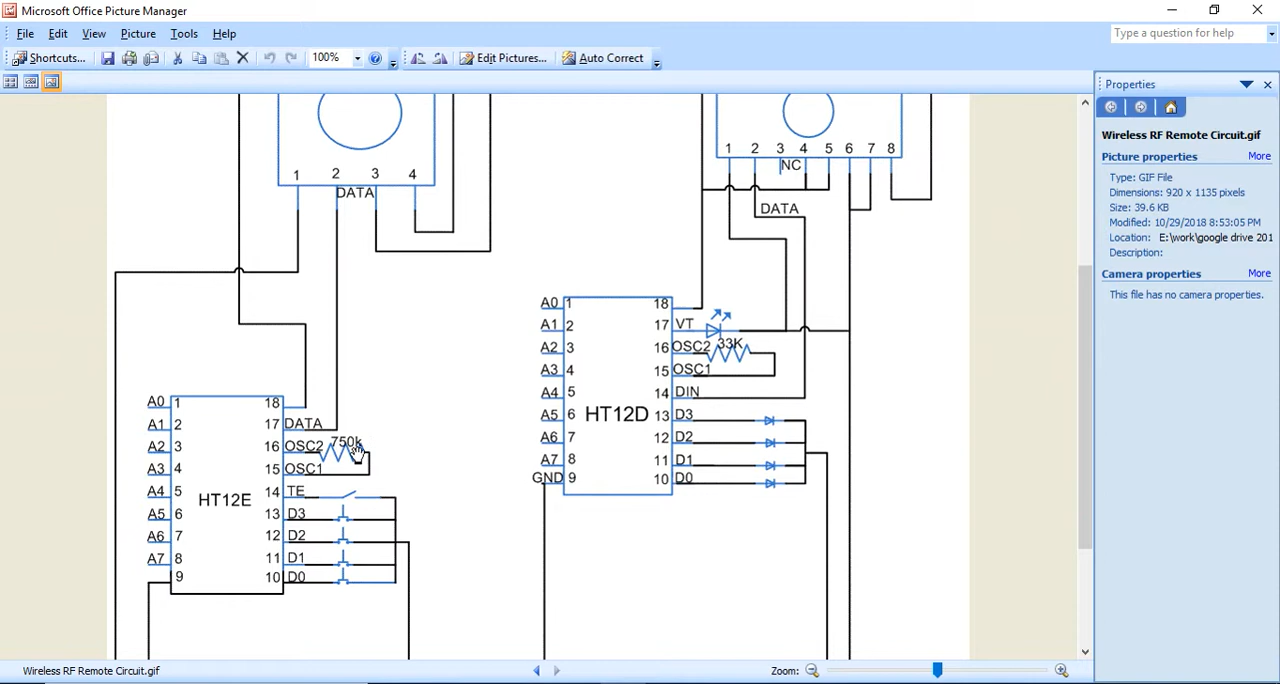 Microsoft Office Picture Manager
File Edit View Picture Tools Help
Type a question for help
Shortcuts... 100% Edit Pictures... Auto Correct
Properties
Wireless RF Remote Circuit.gif
Picture properties More
Type: GIF File
Dimensions: 920 x 1135 pixels
Size: 39.6 KB
Modified: 10/29/2018 8:53:05 PM
Location: E:\work\google drive 201
Description:
Camera properties More
This file has no camera properties.
1 2 3 4
DATA
1 2 3 4 5 6 7 8
NC
DATA
A0 1 18
A1 2 17 VT
A2 3 16 OSC2 33K
A3 4 15 OSC1
A4 5 14 DIN
A5 6 HT12D 13 D3
A6 7 12 D2
A7 8 11 D1
GND 9 10 D0
A0 1 18
A1 2 17 DATA
A2 3 16 OSC2 750k
A3 4 15 OSC1
A4 5 HT12E 14 TE
A5 6 13 D3
A6 7 12 D2
A7 8 11 D1
9 10 D0
Wireless RF Remote Circuit.gif
Zoom: